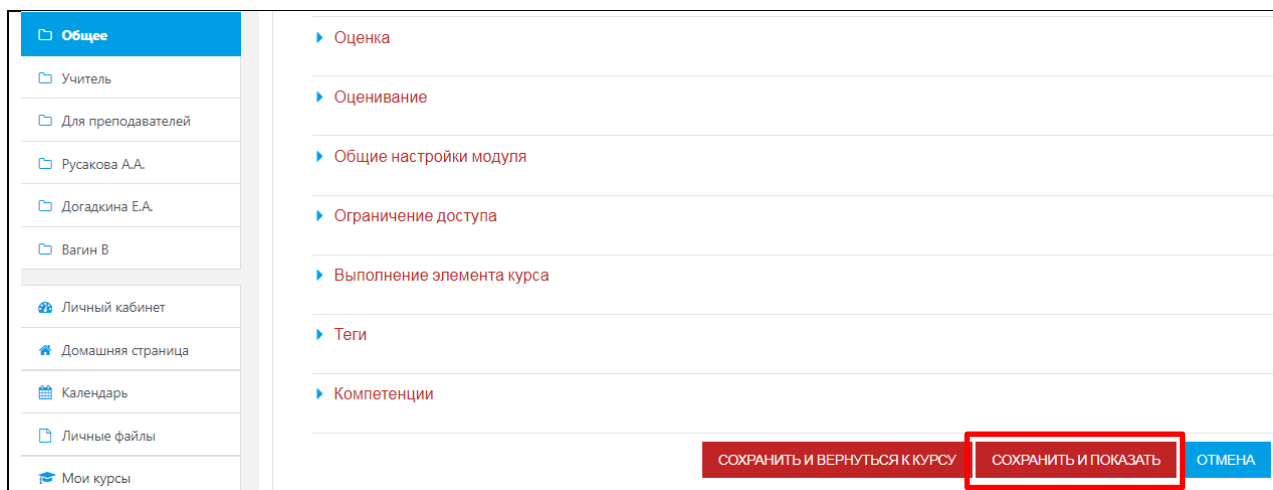 Общее
Учитель
Для преподавателей
Русакова А.А.
Догадкина Е.А.
Вагин В
Личный кабинет
Домашняя страница
Календарь
Личные файлы
Мои курсы
Оценка
Оценивание
Общие настройки модуля
Ограничение доступа
Выполнение элемента курса
Теги
Компетенции
СОХРАНИТЬ И ВЕРНУТЬСЯ К КУРСУ СОХРАНИТЬ И ПОКАЗАТЬ ОТМЕНА